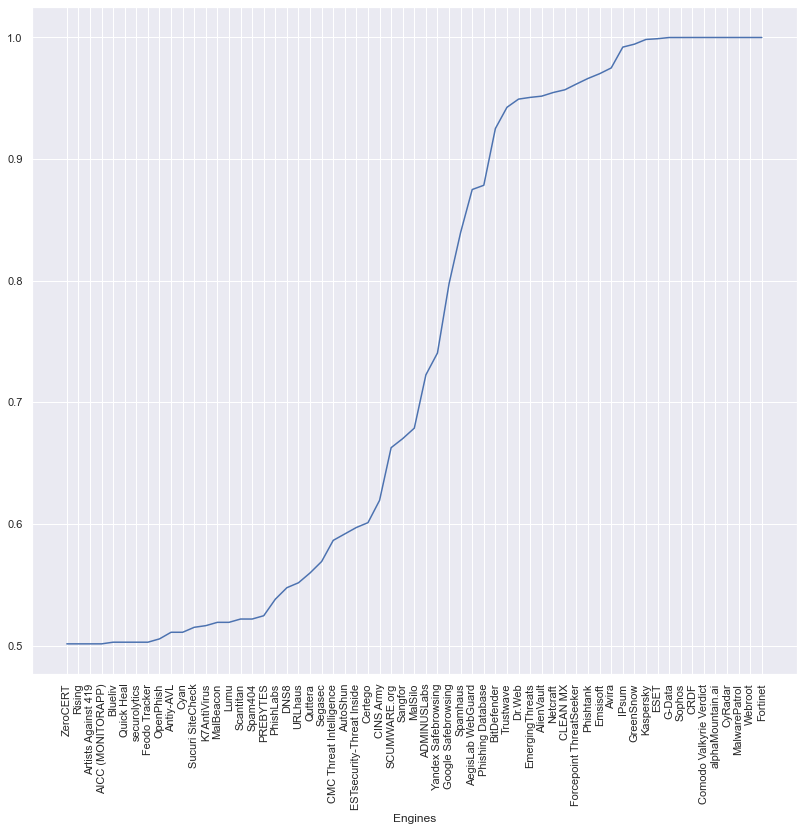 1.0
0.9
0.8
0.7
0.6
0.5
ZeroCERT
Rising
Artists Against 419
AICC (MONITORAPP)
Blueliv
Quick Heal
securolytics
Feodo Tracker
OpenPhish
Antiy-AVL
Cyan
Sucuri SiteCheck
K7AntiVirus
MalBeacon
Lumu
Scantitan
Spam404
PREBYTES
PhishLabs
DNS8
URLhaus
Quttera
Segasec
CMC Threat Intelligence
AutoShun
ESTsecurity-Threat Inside
Certego
CINS Army
SCUMWARE.org
Sangfor
MalSilo
ADMINUSLabs
Yandex Safebrowsing
Google Safebrowsing
Spamhaus
AegisLab WebGuard
Phishing Database
BitDefender
Trustwave
Dr.Web
EmergingThreats
AlienVault
Netcraft
CLEAN MX
Forcepoint ThreatSeeker
Phishtank
Emsisoft
Avira
IPsum
GreenSnow
Kaspersky
ESET
G-Data
Sophos
CRDF
Comodo Valkyrie Verdict
alphaMountain.ai
CyRadar
MalwarePatrol
Webroot
Fortinet
Engines